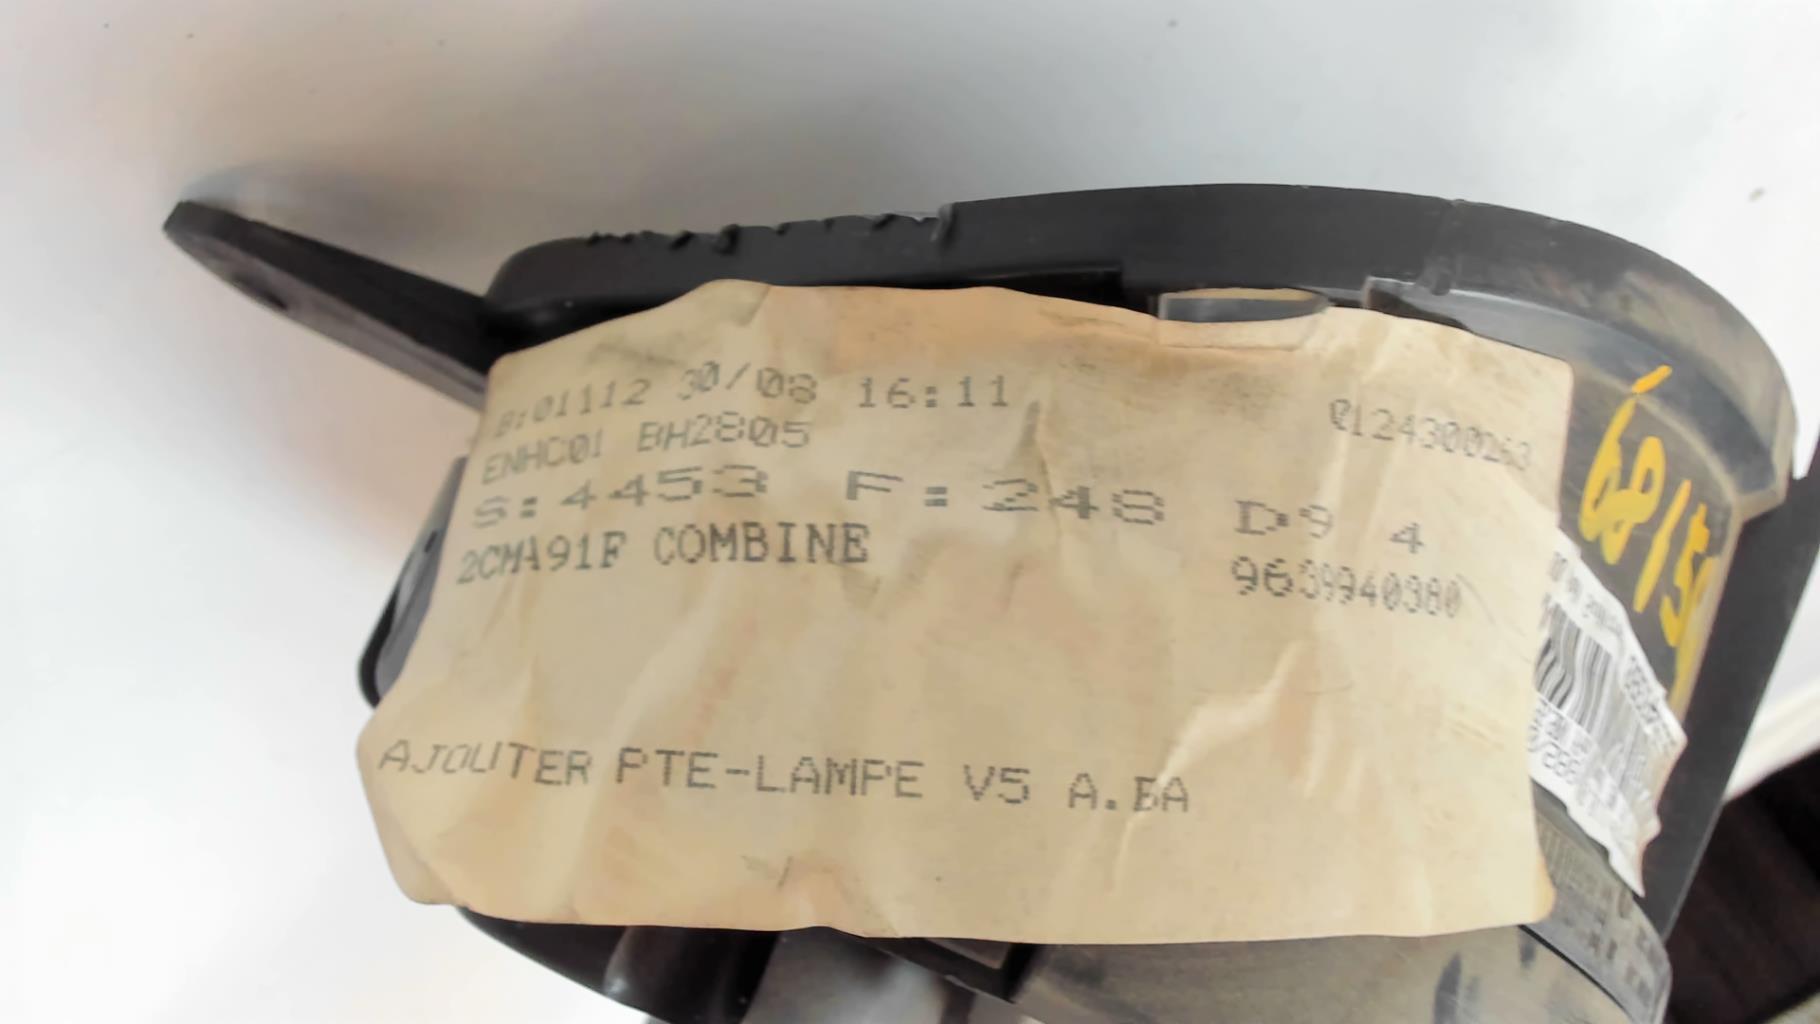 B:01112 30/08 16:11
0124300263
ENHC01 BH2805
S:4453 F:248 D9 4
2CMA91F COMBINE
9639940380
AJOUTER PTE-LAMPE V5 A.BA